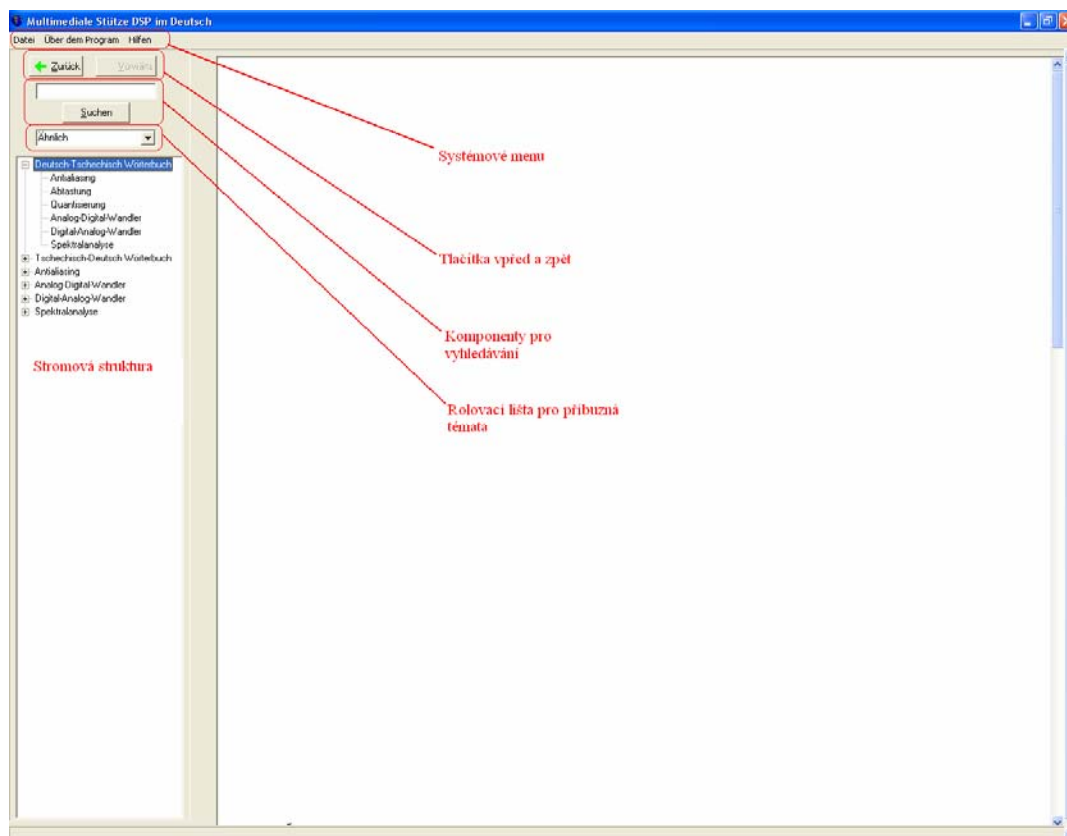 Multimediale Stütze DSP im Deutsch
Datei Über dem Program Hilfen
Zurück Vorwärts
Suchen
Ähnlich
Deutsch-Tschechisch Wörterbuch
Antialiasing
Abtastung
Quantisierung
Analog-Digital-Wandler
Digital-Analog-Wandler
Spektralanalyse
Tschechisch-Deutsch Wörterbuch
Antialiasing
Analog Digital Wandler
Digital-Analog-Wandler
Spektralanalyse
Stromová struktura
Systémové menu
Tlačítka vpřed a zpět
Komponenty pro
vyhledávání
Rolovací lišta pro příbuzná
témata